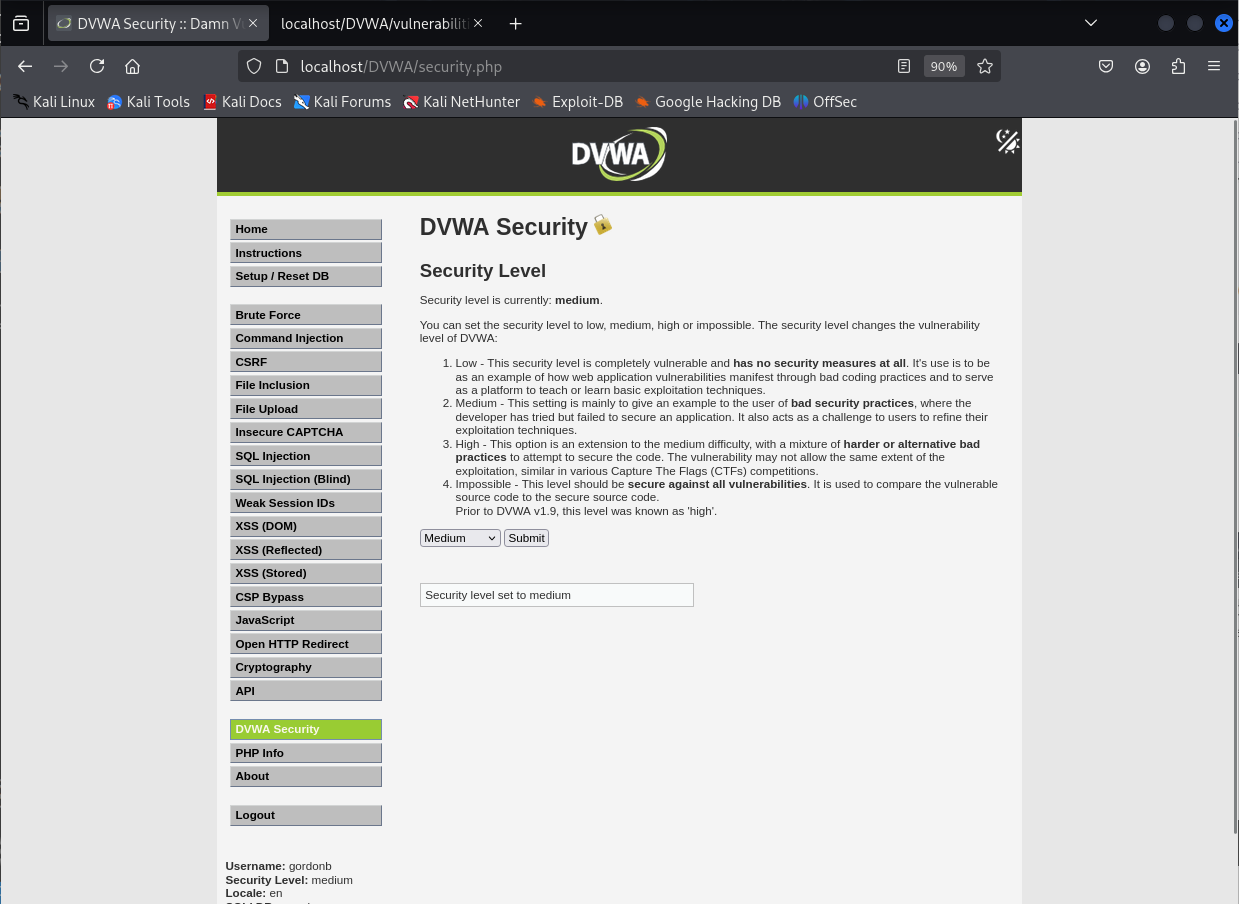 DVWA Security :: Damn V
localhost/DVWA/vulnerabiliti
localhost/DVWA/security.php
90%
Kali Linux
Kali Tools
Kali Docs
Kali Forums
Kali NetHunter
Exploit-DB
Google Hacking DB
OffSec
DVWA
Home
Instructions
Setup / Reset DB
Brute Force
Command Injection
CSRF
File Inclusion
File Upload
Insecure CAPTCHA
SQL Injection
SQL Injection (Blind)
Weak Session IDs
XSS (DOM)
XSS (Reflected)
XSS (Stored)
CSP Bypass
JavaScript
Open HTTP Redirect
Cryptography
API
DVWA Security
PHP Info
About
Logout
Username: gordonb
Security Level: medium
Locale: en
DVWA Security
Security Level
Security level is currently: medium.
You can set the security level to low, medium, high or impossible. The security level changes the vulnerability
level of DVWA:
1. Low - This security level is completely vulnerable and has no security measures at all. It's use is to be
as an example of how web application vulnerabilities manifest through bad coding practices and to serve
as a platform to teach or learn basic exploitation techniques.
2. Medium - This setting is mainly to give an example to the user of bad security practices, where the
developer has tried but failed to secure an application. It also acts as a challenge to users to refine their
exploitation techniques.
3. High - This option is an extension to the medium difficulty, with a mixture of harder or alternative bad
practices to attempt to secure the code. The vulnerability may not allow the same extent of the
exploitation, similar in various Capture The Flags (CTFs) competitions.
4. Impossible - This level should be secure against all vulnerabilities. It is used to compare the vulnerable
source code to the secure source code.
Prior to DVWA v1.9, this level was known as 'high'.
Medium
Submit
Security level set to medium